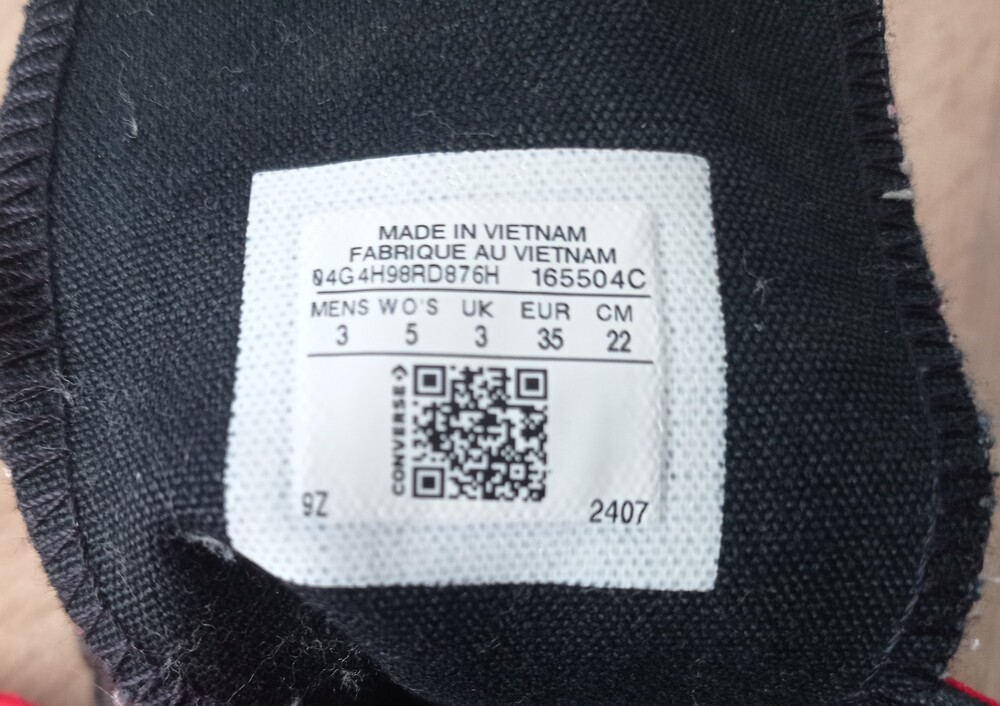 MADE IN VIETNAM
FABRIQUE AU VIETNAM
04G4H98RD876H 165504C
MENS WO'S UK EUR CM
3 5 3 35 22
CONVERSE
9Z 2407